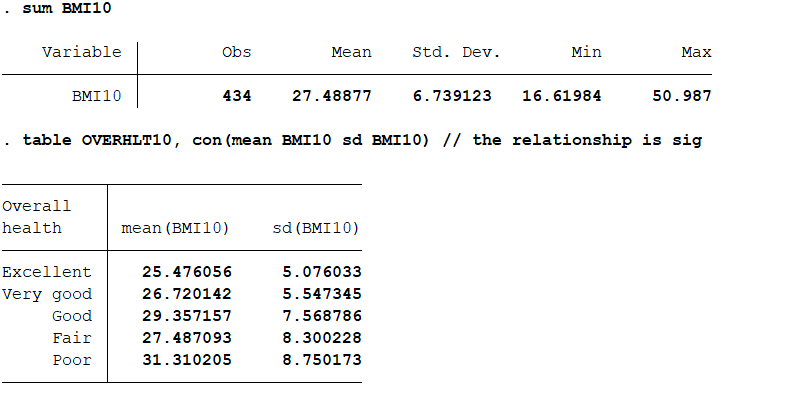 . sum BMI10
Variable Obs Mean Std. Dev. Min Max
BMI10 434 27.48877 6.739123 16.61984 50.987
. table OVERHLT10, con(mean BMI10 sd BMI10) // the relationship is sig
Overall
health mean(BMI10) sd(BMI10)
Excellent 25.476056 5.076033
Very good 26.720142 5.547345
Good 29.357157 7.568786
Fair 27.487093 8.300228
Poor 31.310205 8.750173